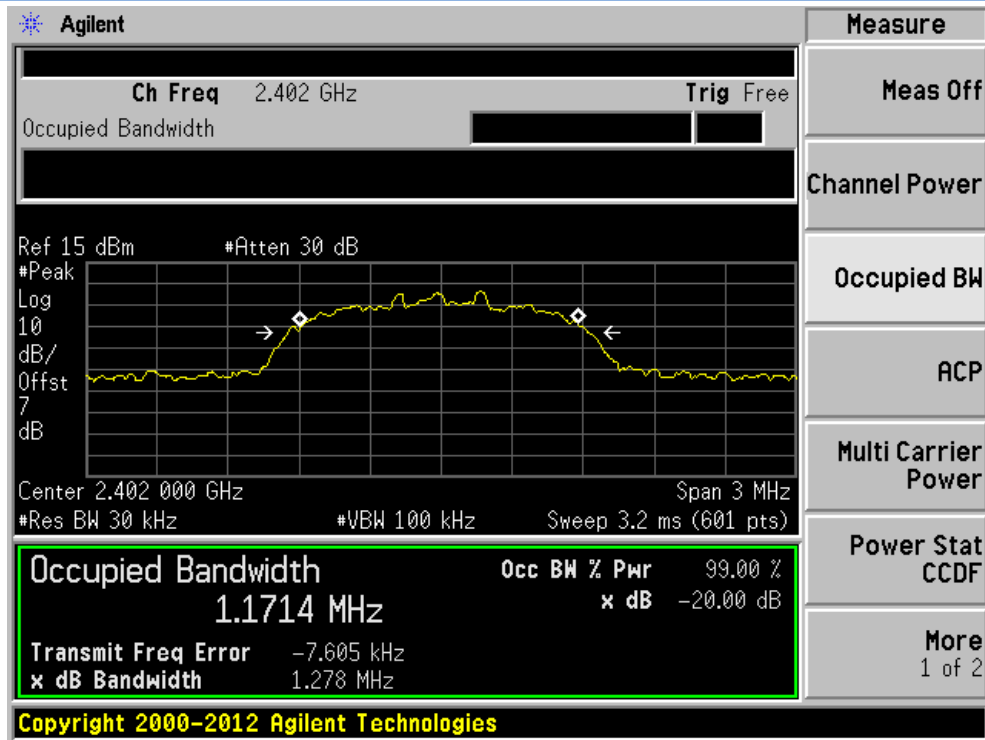 Agilent
Measure
Ch Freq 2.402 GHz Trig Free
Occupied Bandwidth
Meas Off
Channel Power
Occupied BW
ACP
Multi Carrier
Power
Power Stat
CCDF
More
1 of 2
Ref 15 dBm #Atten 30 dB
#Peak
Log
10
dB/
Offst
7
dB
Center 2.402 000 GHz Span 3 MHz
#Res BW 30 kHz #VBW 100 kHz Sweep 3.2 ms (601 pts)
Occupied Bandwidth Occ BW % Pwr 99.00 %
1.1714 MHz x dB -20.00 dB
Transmit Freq Error -7.605 kHz
x dB Bandwidth 1.278 MHz
Copyright 2000-2012 Agilent Technologies